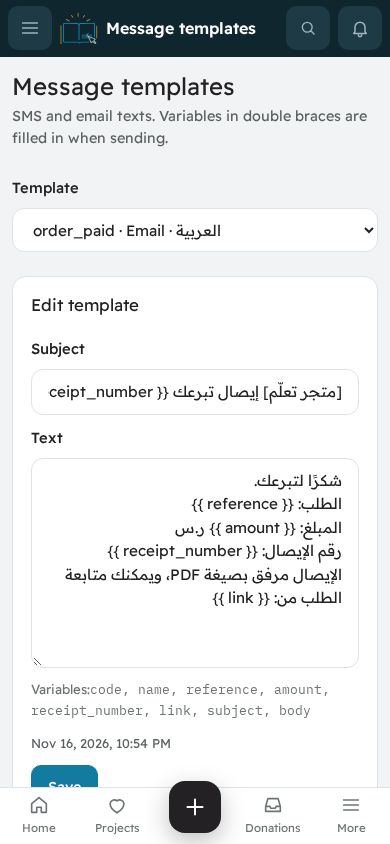 Message templates
Message templates
SMS and email texts. Variables in double braces are
filled in when sending.
Template
order_paid · Email · العربية
Edit template
Subject
[متجر تعلّم] إيصال تبرعك {{ ceipt_number
Text
شكرًا لتبرعك.
الطلب: {{ reference }}
المبلغ: {{ amount }} ر.س
رقم الإيصال: {{ receipt_number }}
الإيصال مرفق بصيغة PDF، ويمكنك متابعة
الطلب من: {{ link }}
Variables:code, name, reference, amount,
receipt_number, link, subject, body
Nov 16, 2026, 10:54 PM
Save
Home
Projects
Donations
More